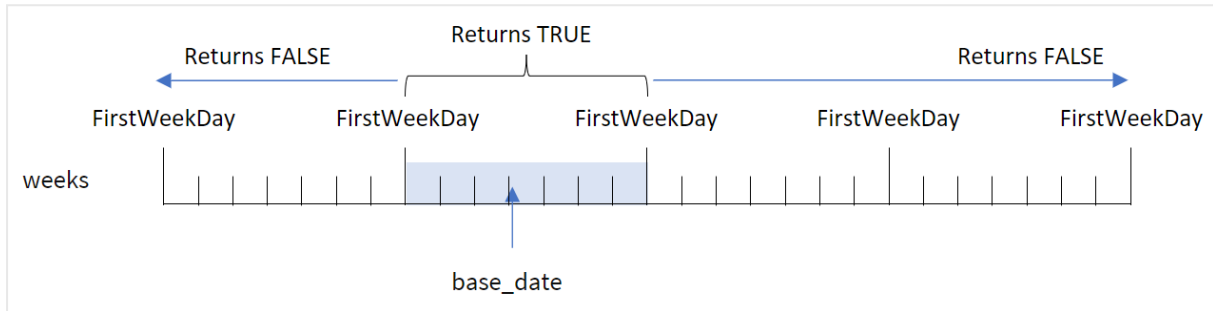 Returns TRUE
Returns FALSE
Returns FALSE
FirstWeekDay FirstWeekDay FirstWeekDay FirstWeekDay FirstWeekDay
weeks
base_date